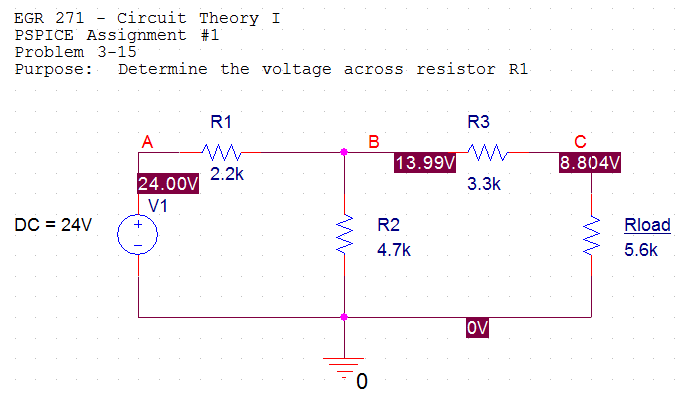 EGR 271 - Circuit Theory I
PSPICE Assignment #1
Problem 3-15
Purpose:  Determine the voltage across resistor R1
R1
R3
A
B
C
13.99V
8.804V
2.2k
24.00V
3.3k
V1
DC = 24V
+
R2
Rload
-
4.7k
5.6k
0V
0